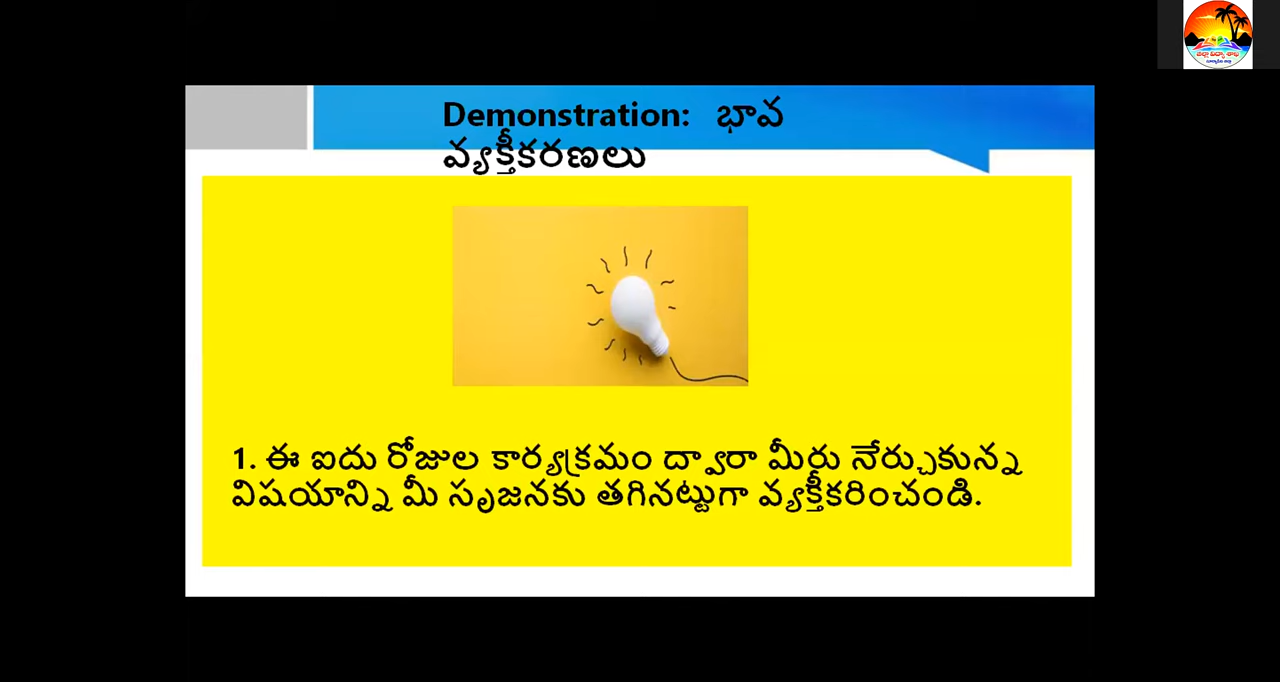 Demonstration: భావ
వ్యక్తీకరణలు
1. ఈ ఐదు రోజుల కార్యక్రమం ద్వారా మీరు నేర్చుకున్న
విషయాన్ని మీ సృజనకు తగినట్టుగా వ్యక్తీకరించండి.